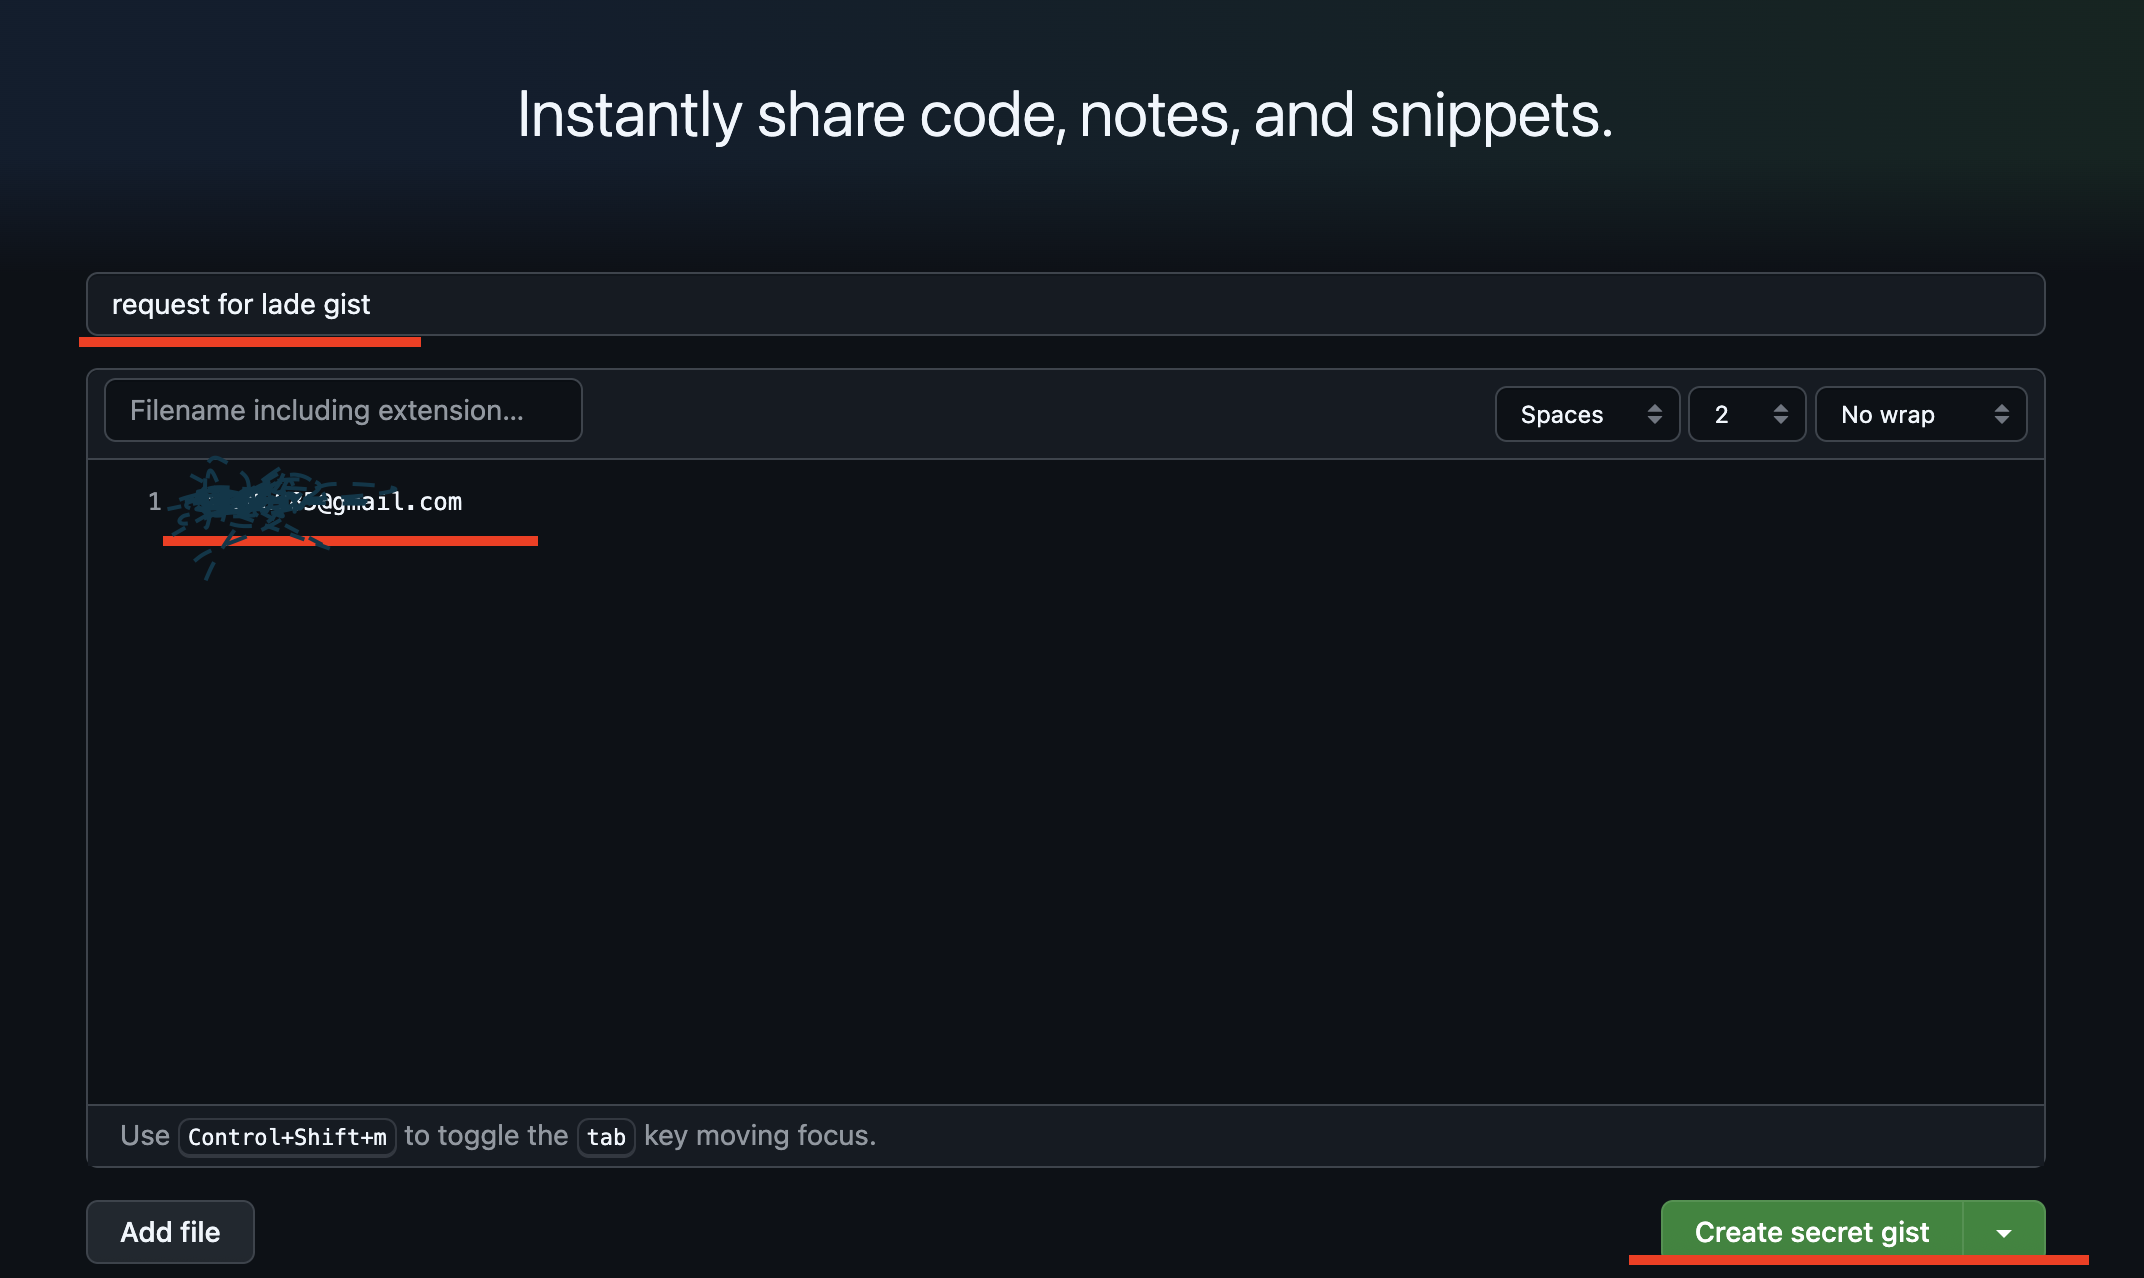 Instantly share code, notes, and snippets.
request for lade gist
Filename including extension...
Spaces
2
No wrap
1
@gmail.com
Use Control+Shift+m to toggle the tab key moving focus.
Add file
Create secret gist